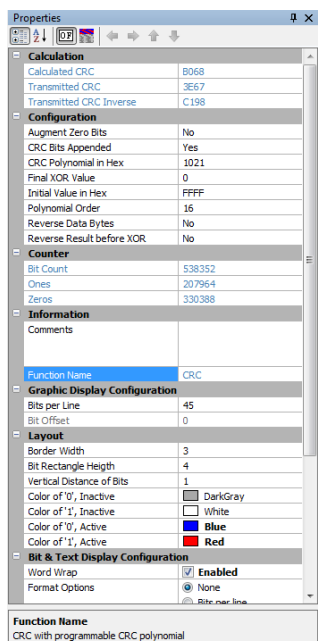 Properties
Calculation
Calculated CRC B068
Transmitted CRC 3E67
Transmitted CRC Inverse C198
Configuration
Augment Zero Bits No
CRC Bits Appended Yes
CRC Polynomial in Hex 1021
Final XOR Value 0
Initial Value in Hex FFFF
Polynomial Order 16
Reverse Data Bytes No
Reverse Result before XOR No
Counter
Bit Count 538352
Ones 207964
Zeros 330388
Information
Comments
Function Name CRC
Graphic Display Configuration
Bits per Line 45
Bit Offset 0
Layout
Border Width 3
Bit Rectangle Heigth 4
Vertical Distance of Bits 1
Color of '0', Inactive DarkGray
Color of '1', Inactive White
Color of '0', Active Blue
Color of '1', Active Red
Bit & Text Display Configuration
Word Wrap Enabled
Format Options None
Bits per line
Function Name
CRC with programmable CRC polynomial